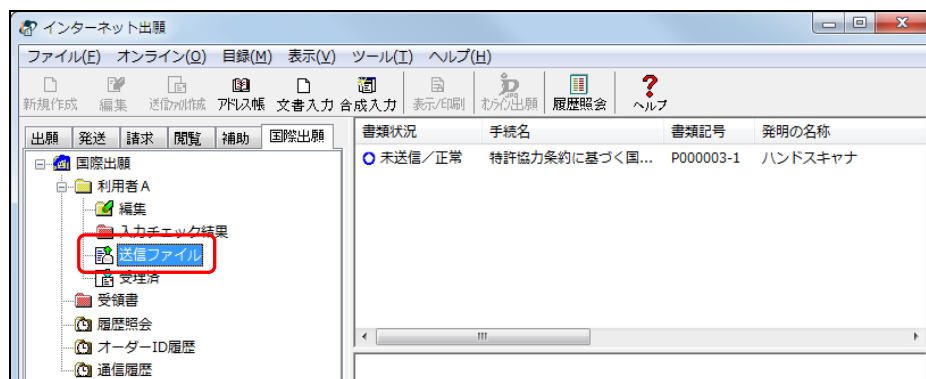 インターネット出願
ファイル(F) オンライン(O) 目録(M) 表示(V) ツール(T) ヘルプ(H)
新規作成 編集 送信ファイル作成 アドレス帳 文書入力 合成入力 表示/印刷 オンライン出願 履歴照会 ヘルプ
出願 発送 請求 閲覧 補助 国際出願
国際出願
利用者A
編集
入力チェック結果
送信ファイル
受理済
受領書
履歴照会
オーダーID履歴
通信履歴
書類状況 手続名 書類記号 発明の名称
未送信/正常 特許協力条約に基づく国... P000003-1 ハンドスキャナ